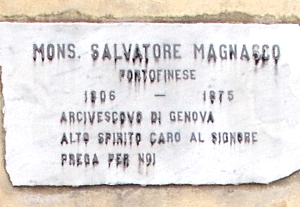 MONS. SALVATORE MAGNASCO
PORTOFINESE
1806 — 1875
ARCIVESCOVO DI GENOVA
ALTO SPIRITO CARO AL SIGNORE
PREGA PER NOI